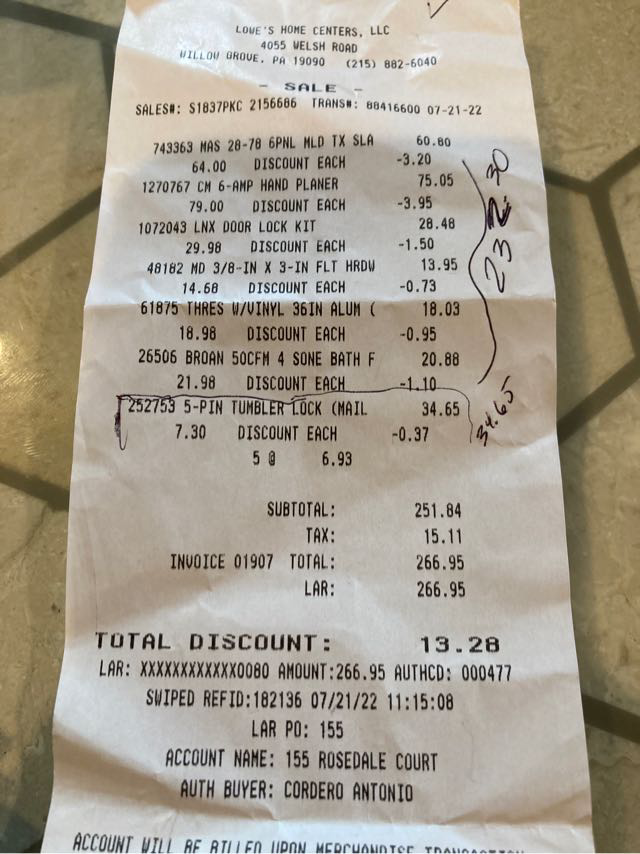 LOWE'S HOME CENTERS, LLC
4055 WELSH ROAD
WILLOW GROVE, PA 19090 (215) 882-6040
- SALE -
SALES#: S1837PKC 2156686 TRANS#: 88416600 07-21-22
743363 MAS 28-78 6PNL MLD TX SLA 60.80
64.00 DISCOUNT EACH -3.20
1270767 CM 6-AMP HAND PLANER 75.05
79.00 DISCOUNT EACH -3.95
1072043 LNX DOOR LOCK KIT 28.48
29.98 DISCOUNT EACH -1.50
48182 MD 3/8-IN X 3-IN FLT HRDW 13.95
14.68 DISCOUNT EACH -0.73
61875 THRES W/VINYL 36IN ALUM ( 18.03
18.98 DISCOUNT EACH -0.95
26506 BROAN 50CFM 4 SONE BATH F 20.88
21.98 DISCOUNT EACH -1.10
252753 5-PIN TUMBLER LOCK (MAIL 34.65
7.30 DISCOUNT EACH -0.37
5 @ 6.93
34.65
SUBTOTAL: 251.84
TAX: 15.11
INVOICE 01907 TOTAL: 266.95
LAR: 266.95
TOTAL DISCOUNT: 13.28
LAR: XXXXXXXXXXXX0080 AMOUNT:266.95 AUTHCD: 000477
SWIPED REFID:182136 07/21/22 11:15:08
LAR PO: 155
ACCOUNT NAME: 155 ROSEDALE COURT
AUTH BUYER: CORDERO ANTONIO
ACCOUNT WILL BE BILLED UPON MERCHANDISE TRANSACTION